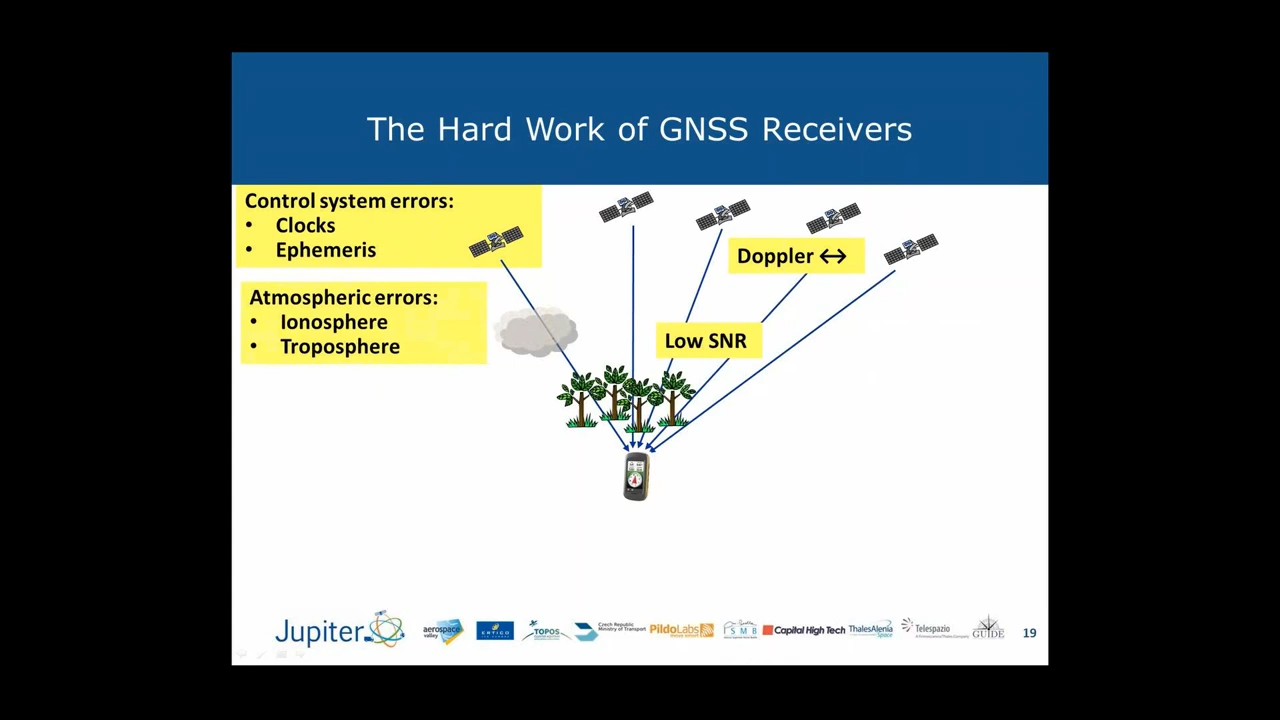 The Hard Work of GNSS Receivers
Control system errors:
• Clocks
• Ephemeris
Doppler ↔
Atmospheric errors:
• Ionosphere
• Troposphere
Low SNR
Jupiter
aerospace
valley
ERTICO
TOPOS
Czech Republic
Ministry of Transport
PildoLabs
ISMB
Capital High Tech
ThalesAlenia
Space
Telespazio
GUIDE
19